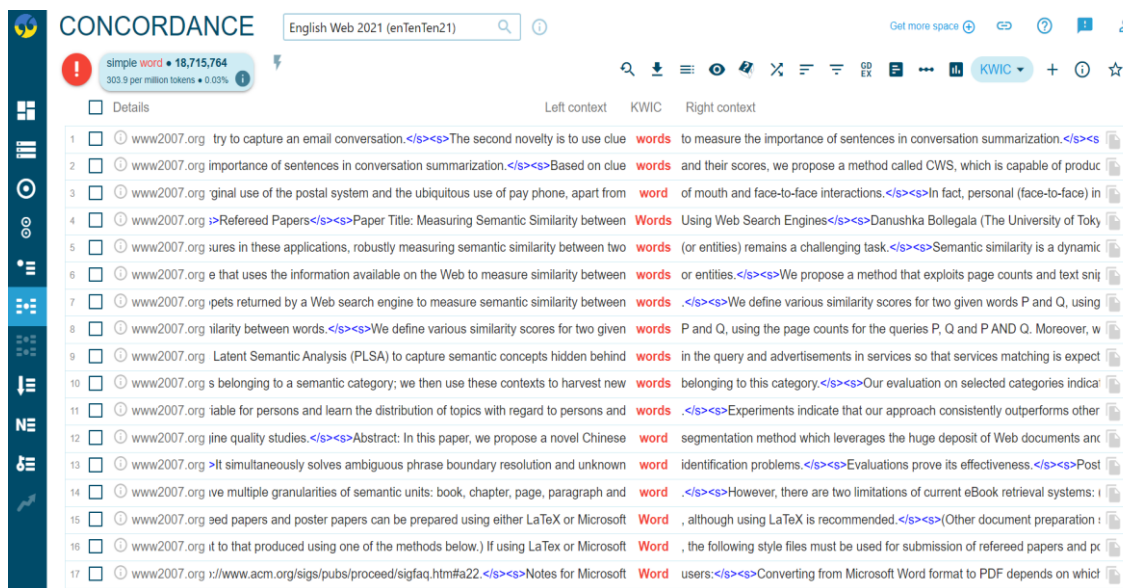 CONCORDANCE English Web 2021 (enTenTen21) Get more space
simple word • 18,715,764
303.9 per million tokens • 0.03%
GD EX KWIC
Details Left context KWIC Right context
1 www2007.org try to capture an email conversation.</s><s>The second novelty is to use clue words to measure the importance of sentences in conversation summarization.</s><s
2 www2007.org importance of sentences in conversation summarization.</s><s>Based on clue words and their scores, we propose a method called CWS, which is capable of produc
3 www2007.org rginal use of the postal system and the ubiquitous use of pay phone, apart from word of mouth and face-to-face interactions.</s><s>In fact, personal (face-to-face) in
4 www2007.org s>Refereed Papers</s><s>Paper Title: Measuring Semantic Similarity between Words Using Web Search Engines</s><s>Danushka Bollegala (The University of Toky
5 www2007.org sures in these applications, robustly measuring semantic similarity between two words (or entities) remains a challenging task.</s><s>Semantic similarity is a dynamic
6 www2007.org e that uses the information available on the Web to measure similarity between words or entities.</s><s>We propose a method that exploits page counts and text snip
7 www2007.org pets returned by a Web search engine to measure semantic similarity between words .</s><s>We define various similarity scores for two given words P and Q, using
8 www2007.org ilarity between words.</s><s>We define various similarity scores for two given words P and Q, using the page counts for the queries P, Q and P AND Q. Moreover, w
9 www2007.org Latent Semantic Analysis (PLSA) to capture semantic concepts hidden behind words in the query and advertisements in services so that services matching is expect
10 www2007.org s belonging to a semantic category; we then use these contexts to harvest new words belonging to this category.</s><s>Our evaluation on selected categories indica
11 www2007.org iable for persons and learn the distribution of topics with regard to persons and words .</s><s>Experiments indicate that our approach consistently outperforms other
12 www2007.org ine quality studies.</s><s>Abstract: In this paper, we propose a novel Chinese word segmentation method which leverages the huge deposit of Web documents and
13 www2007.org >It simultaneously solves ambiguous phrase boundary resolution and unknown word identification problems.</s><s>Evaluations prove its effectiveness.</s><s>Post
14 www2007.org ve multiple granularities of semantic units: book, chapter, page, paragraph and word .</s><s>However, there are two limitations of current eBook retrieval systems: (
15 www2007.org eed papers and poster papers can be prepared using either LaTeX or Microsoft Word , although using LaTeX is recommended.</s><s>(Other document preparation s
16 www2007.org t to that produced using one of the methods below.) If using LaTex or Microsoft Word , the following style files must be used for submission of refereed papers and po
17 www2007.org ://www.acm.org/sigs/pubs/proceed/sigfaq.htm#a22.</s><s>Notes for Microsoft Word users:</s><s>Converting from Microsoft Word format to PDF depends on which